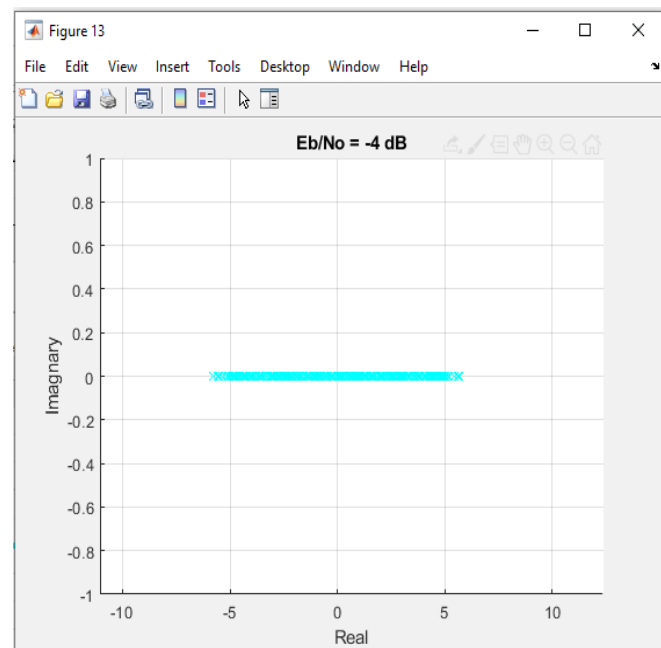 Figure 13
File Edit View Insert Tools Desktop Window Help
Eb/No = -4 dB
1
0.8
0.6
0.4
0.2
0
-0.2
-0.4
-0.6
-0.8
-1
Imagnary
-10 -5 0 5 10
Real